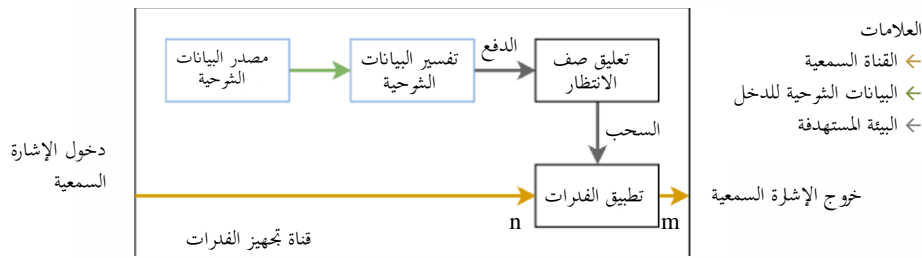 العلامات
القناة السمعية
البيانات الشرحية للدخل
البيئة المستهدفة
مصدر البيانات
الشرحية
تفسير البيانات
الشرحية
الدفع
تعليق صف
الانتظار
السحب
دخول الإشارة
السمعية
تطبيق الفدرات
n
m
خروج الإشارة السمعية
قناة تجهيز الفدرات